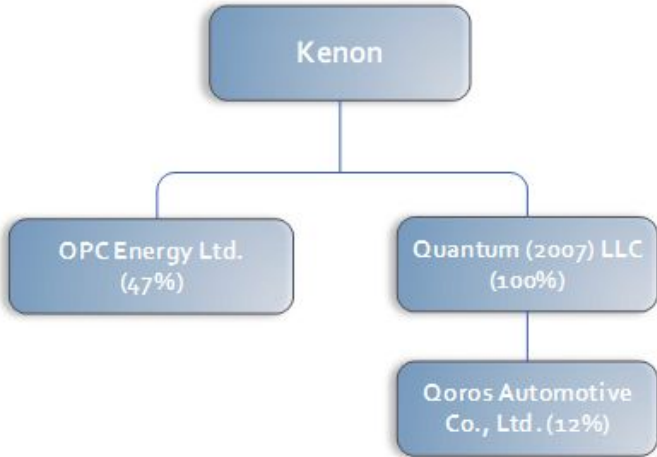 Kenon
OPC Energy Ltd.
(47%)
Quantum (2007) LLC
(100%)
Qoros Automotive
Co., Ltd. (12%)